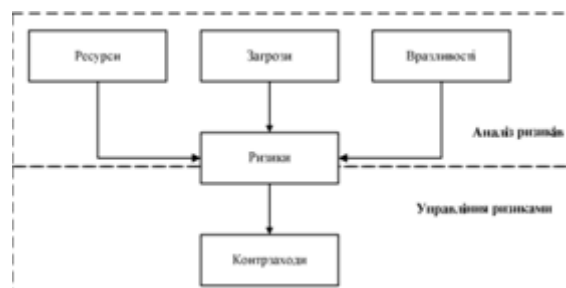 Ресурси
Загрози
Вразливості
Аналіз ризиків
Ризики
Управління ризиками
Контрзаходи